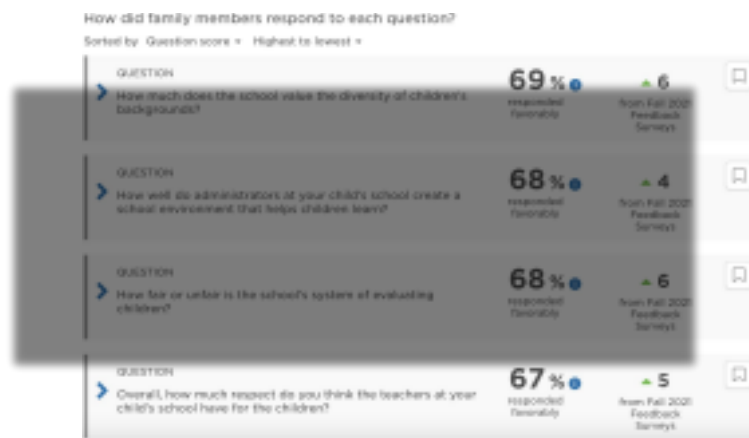 How did family members respond to each question?
Sorted by Question score Highest to lowest
QUESTION
How much does the school value the diversity of children's
backgrounds?
69% 6
responded
favorably
from Fall 2021
Feedback
Surveys
QUESTION
How well do administrators at your child's school create a
school environment that helps children learn?
68% 4
responded
favorably
from Fall 2021
Feedback
Surveys
QUESTION
How fair or unfair is the school's system of evaluating
children?
68% 6
responded
favorably
from Fall 2021
Feedback
Surveys
QUESTION
Overall, how much respect do you think the teachers at your
child's school have for the children?
67% 5
responded
favorably
from Fall 2021
Feedback
Surveys